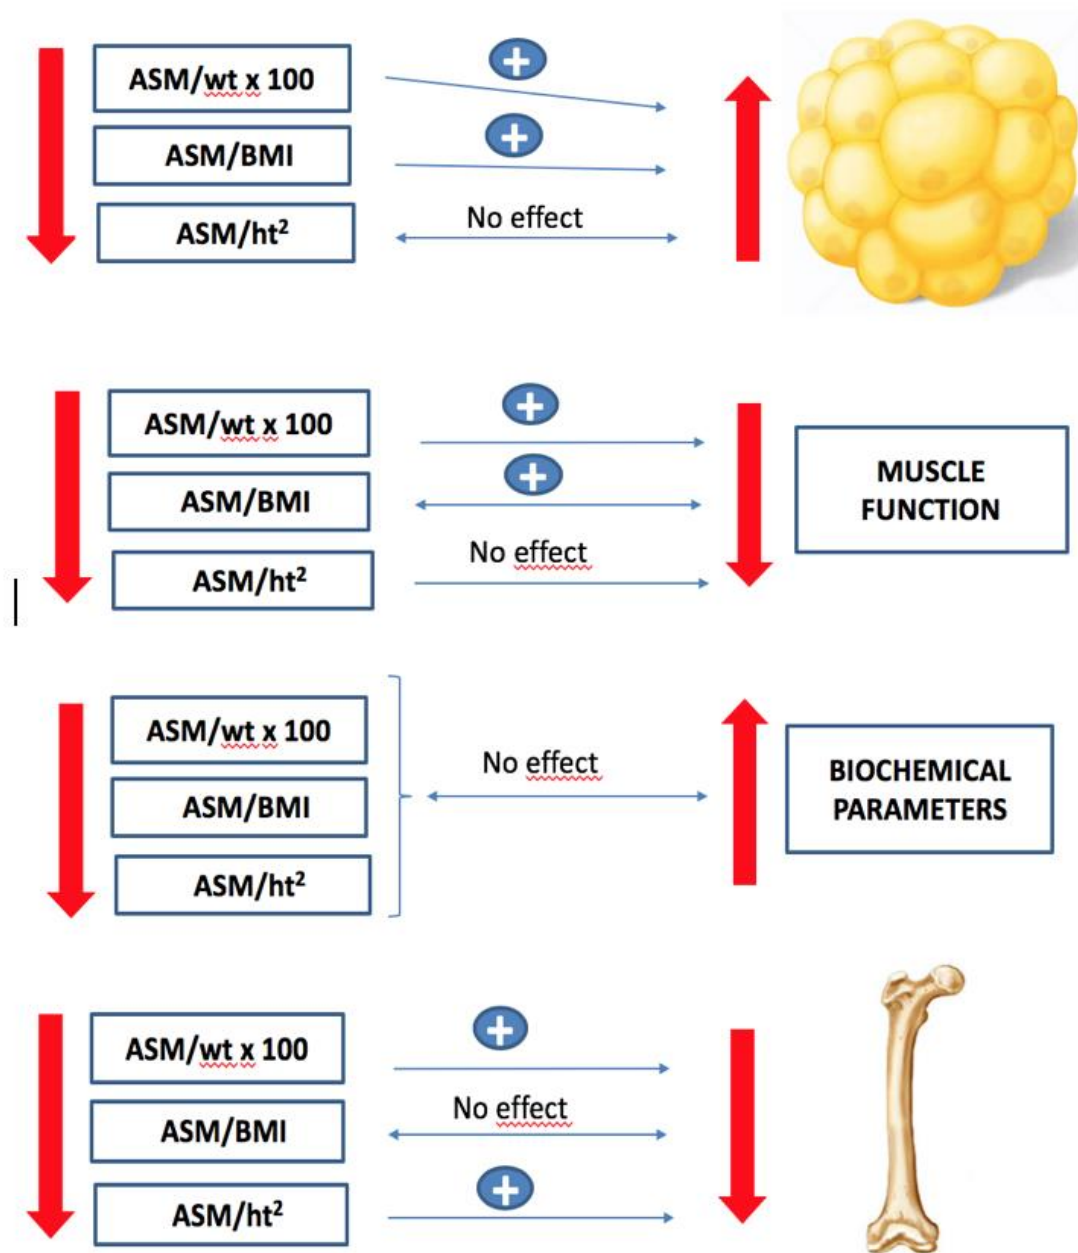 +
ASM/wt x 100
+
ASM/BMI
No effect
ASM/ht²
+
ASM/wt x 100
+
MUSCLE
FUNCTION
ASM/BMI
No effect
ASM/ht²
ASM/wt x 100
No effect
BIOCHEMICAL
PARAMETERS
ASM/BMI
ASM/ht²
+
ASM/wt x 100
No effect
ASM/BMI
+
ASM/ht²